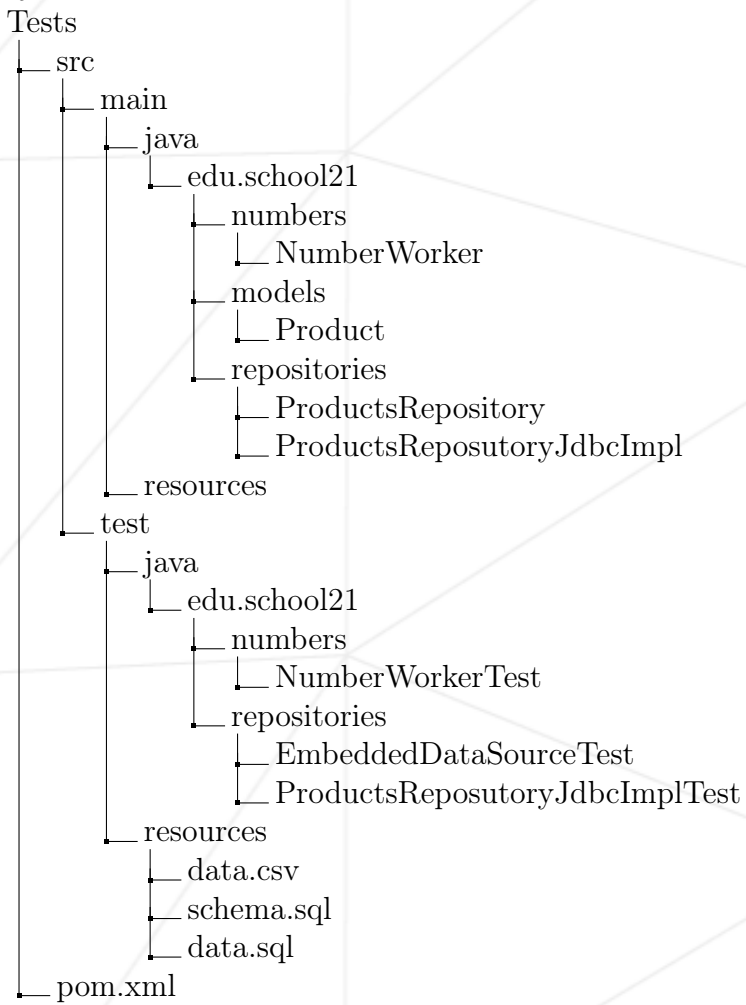 Tests
src
main
java
edu.school21
numbers
NumberWorker
models
Product
repositories
ProductsRepository
ProductsReposutoryJdbcImpl
resources
test
java
edu.school21
numbers
NumberWorkerTest
repositories
EmbeddedDataSourceTest
ProductsReposutoryJdbcImplTest
resources
data.csv
schema.sql
data.sql
pom.xml